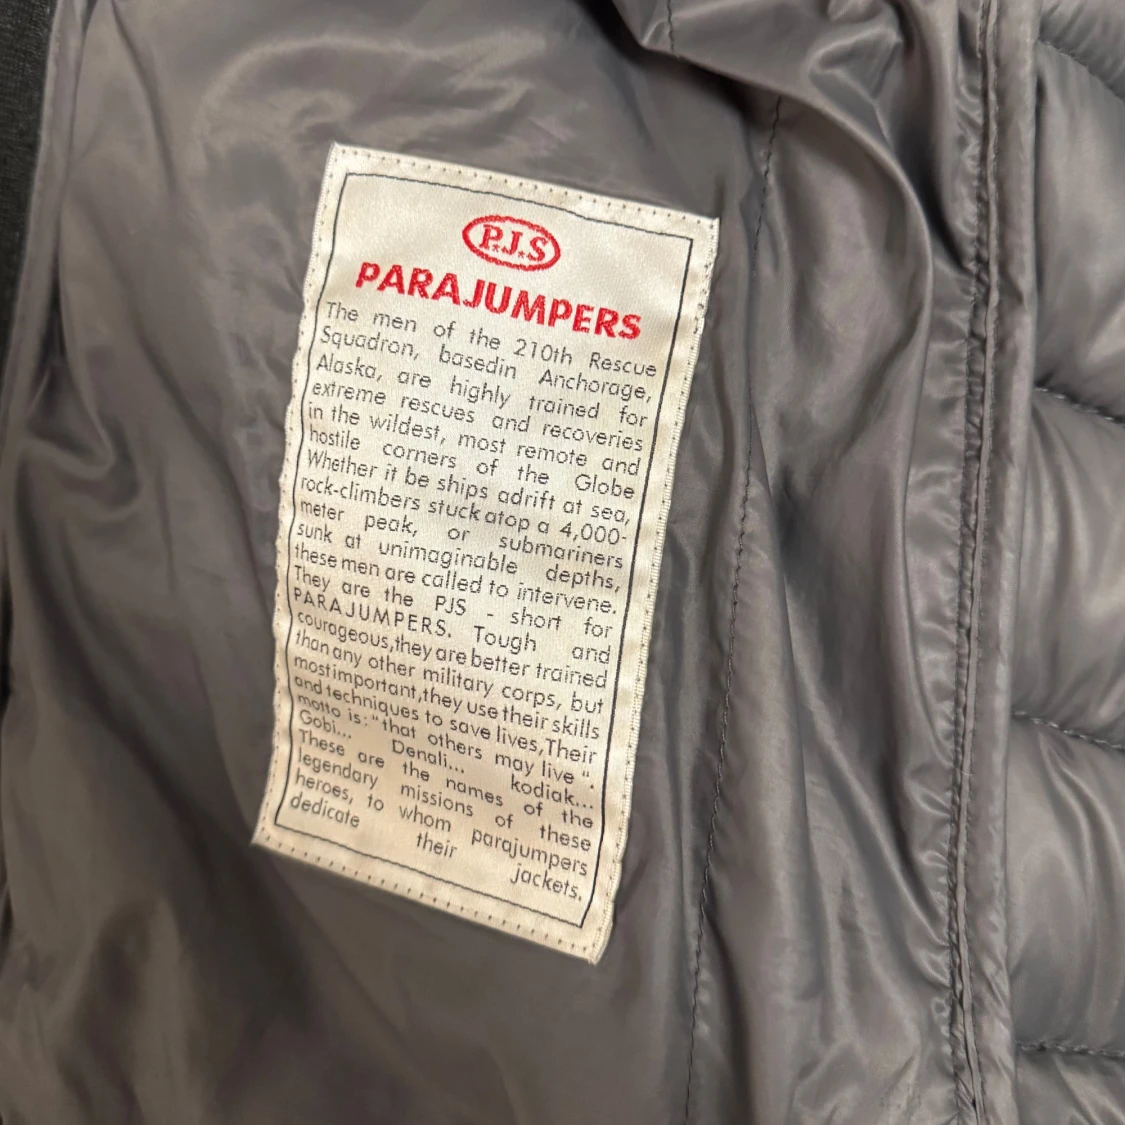 P.J.S
PARAJUMPERS
The men of the 210th Rescue
Squadron, basedin Anchorage,
Alaska, are highly trained for
extreme rescues and recoveries
in the wildest, most remote and
hostile corners of the Globe
Whether it be ships adrift at sea,
rock-climbers stuck atop a 4,000-
meter peak, or submariners
sunk at unimaginable depths,
these men are called to intervene.
They are the PJS - short for
PARAJUMPERS. Tough and
courageous,they are better trained
than any other military corps, but
most important,they use their skills
and techniques to save lives,Their
motto is:"that others may live ".
Gobi... Denali... kodiak...
These are the names of the
legendary missions of these
heroes, to whom parajumpers
dedicate their jackets.